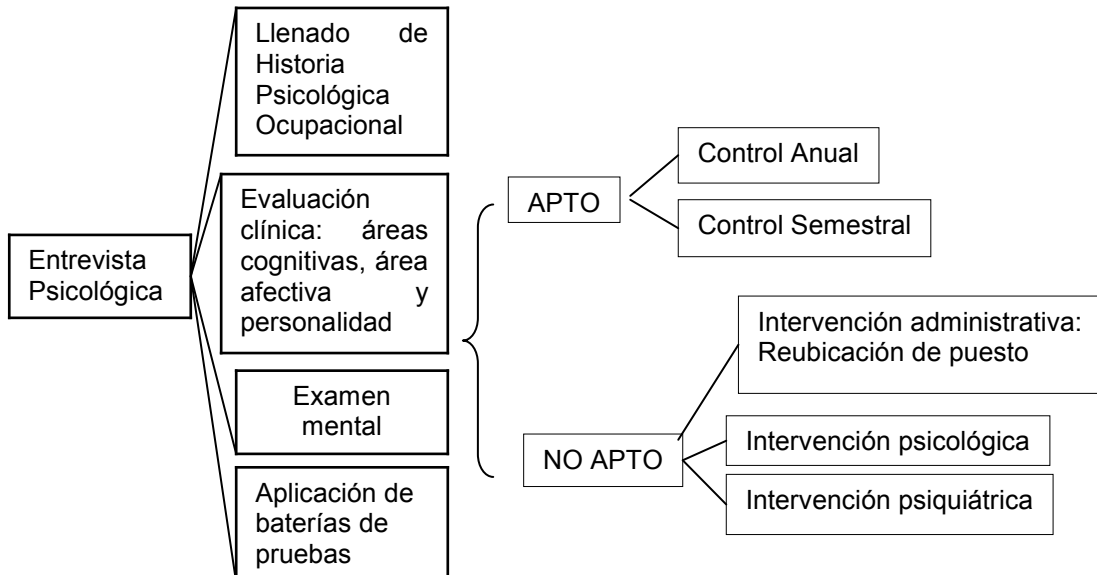 Entrevista
Psicológica
Llenado de
Historia
Psicológica
Ocupacional
Evaluación
clínica: áreas
cognitivas, área
afectiva y
personalidad
Examen
mental
Aplicación de
baterías de
pruebas
APTO
Control Anual
Control Semestral
NO APTO
Intervención administrativa:
Reubicación de puesto
Intervención psicológica
Intervención psiquiátrica